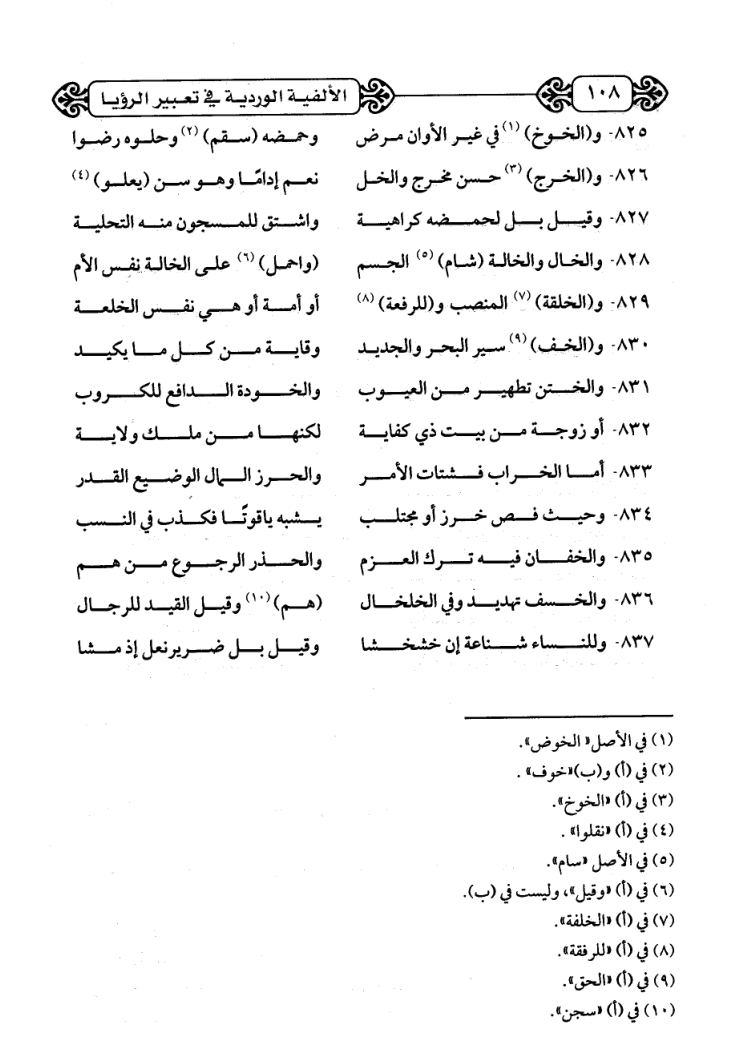 ١٠٨ الألفية الوردية في تعبير الرؤيا
٨٢٥- و(الخوخ) (١) في غير الأوان مرض وحمضه (سقم) (٢) وحلوه رضوا
٨٢٦- و(الخرج) (٣) حسن مخرج والخل نعم إدامًا وهو سن (يعلو) (٤)
٨٢٧- وقيل بل لحمضه كراهية واشتق للمسجون منه التحلية
٨٢٨- والخال والخالة (شام) (٥) الجسم (واحمل) (٦) على الخالة نفس الأم
٨٢٩- و(الخلقة) (٧) المنصب و(للرفعة) (٨) أو أمة أو هي نفس الخلعة
٨٣٠- و(الخف) (٩) سير البحر والجديد وقاية من كل ما يكيد
٨٣١- والختن تطهير من العيوب والخودة الدافع للكروب
٨٣٢- أو زوجة من بيت ذي كفاية لكنها من ملك ولاية
٨٣٣- أما الخراب فشتات الأمر والحرز المال الوضيع القدر
٨٣٤- وحيث فص خرز أو مجتلب يشبه ياقوتًا فكذب في النسب
٨٣٥- والخفان فيه ترك العزم والحذر الرجوع من هم
٨٣٦- والخسف تهديد وفي الخلخال (هم) (١٠) وقيل القيد للرجال
٨٣٧- وللنساء شناعة إن خشخشا وقيل بل ضرير نعل إذ مشا
(١) في الأصل «الخوض».
(٢) في (أ) و(ب) «خوف» .
(٣) في (أ) «الخوخ».
(٤) في (أ) «نقلوا» .
(٥) في الأصل «سام».
(٦) في (أ) «وقيل»، وليست في (ب).
(٧) في (أ) «الخلفة».
(٨) في (أ) «للرفقة».
(٩) في (أ) «الحق».
(١٠) في (أ) «سجن».